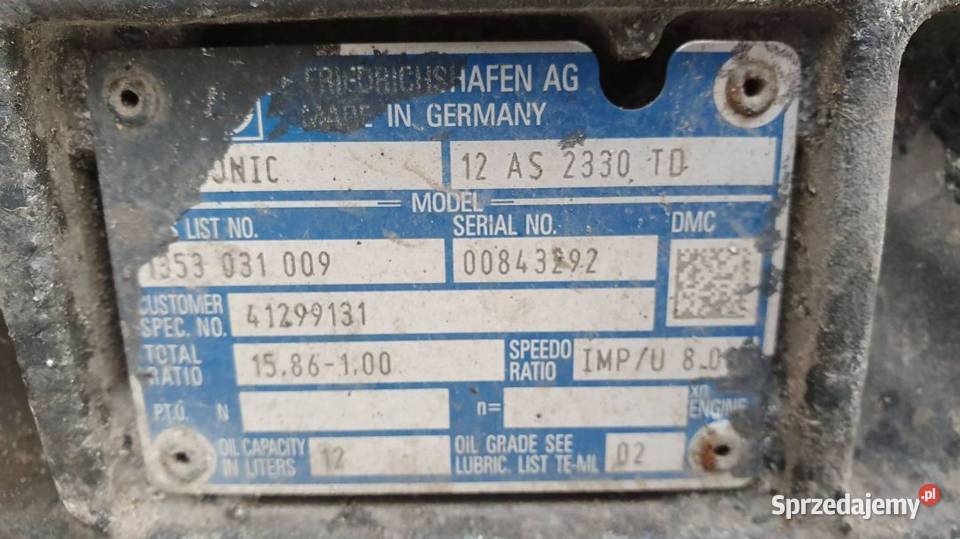 FRIEDRICHSHAFEN AG
MADE IN GERMANY
ONIC 12 AS 2330 TD
MODEL
LIST NO. SERIAL NO. DMC
1353 031 009 00843292
CUSTOMER
SPEC. NO. 41299131
TOTAL
RATIO 15.86-1.00 SPEEDO
RATIO IMP/U 8.0
P.T.O. N n= xn
ENGINE
OIL CAPACITY
IN LITERS 12 OIL GRADE SEE
LUBRIC. LIST TE-ML 02
Sprzedajemy.pl